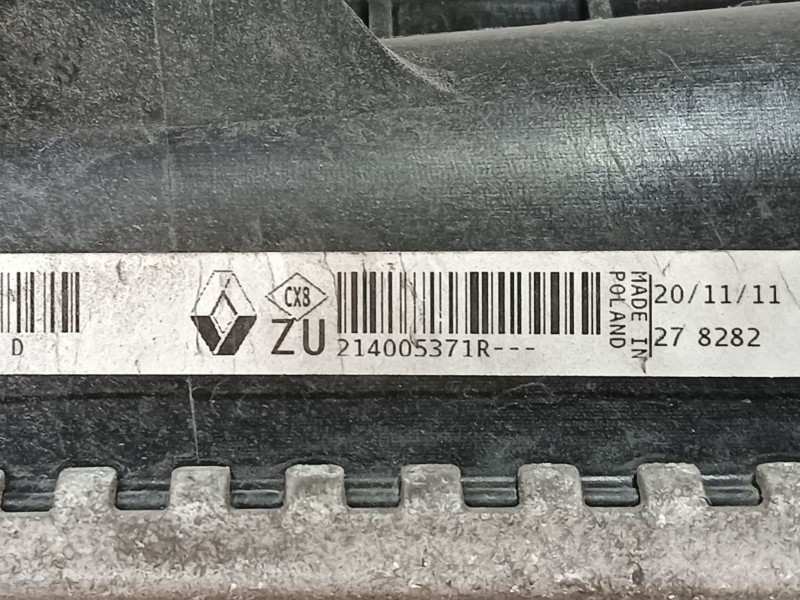 D
CX8
ZU
214005371R---
MADE IN
POLAND
20/11/11
27 8282